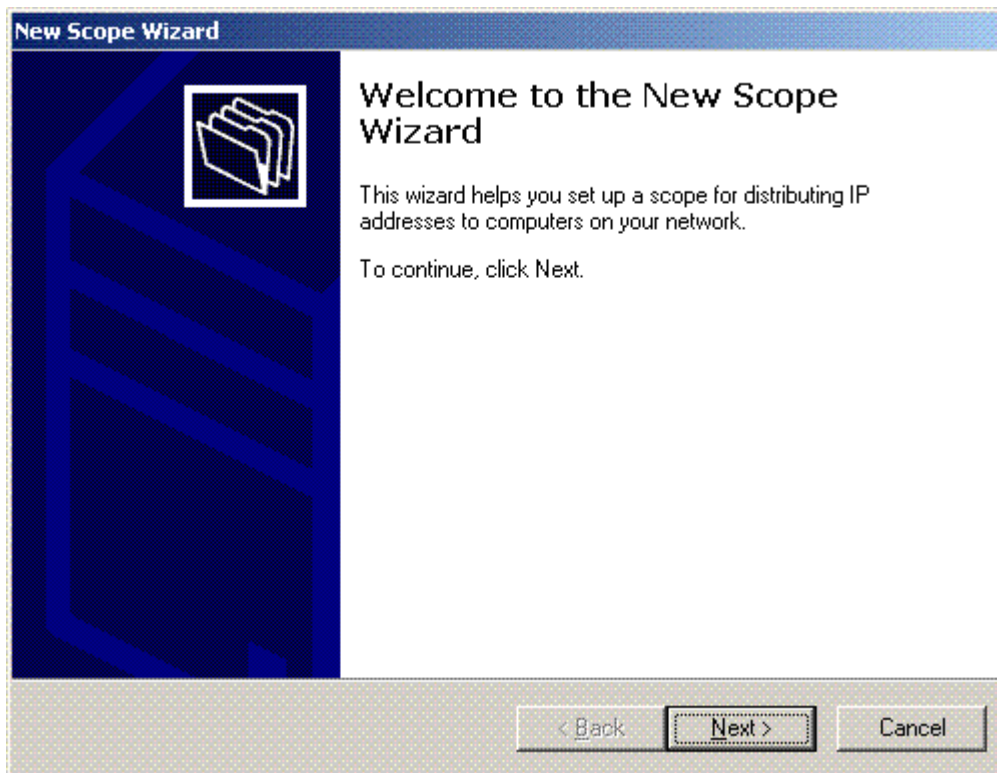 New Scope Wizard
Welcome to the New Scope
Wizard
This wizard helps you set up a scope for distributing IP
addresses to computers on your network.
To continue, click Next.
< Back
Next >
Cancel